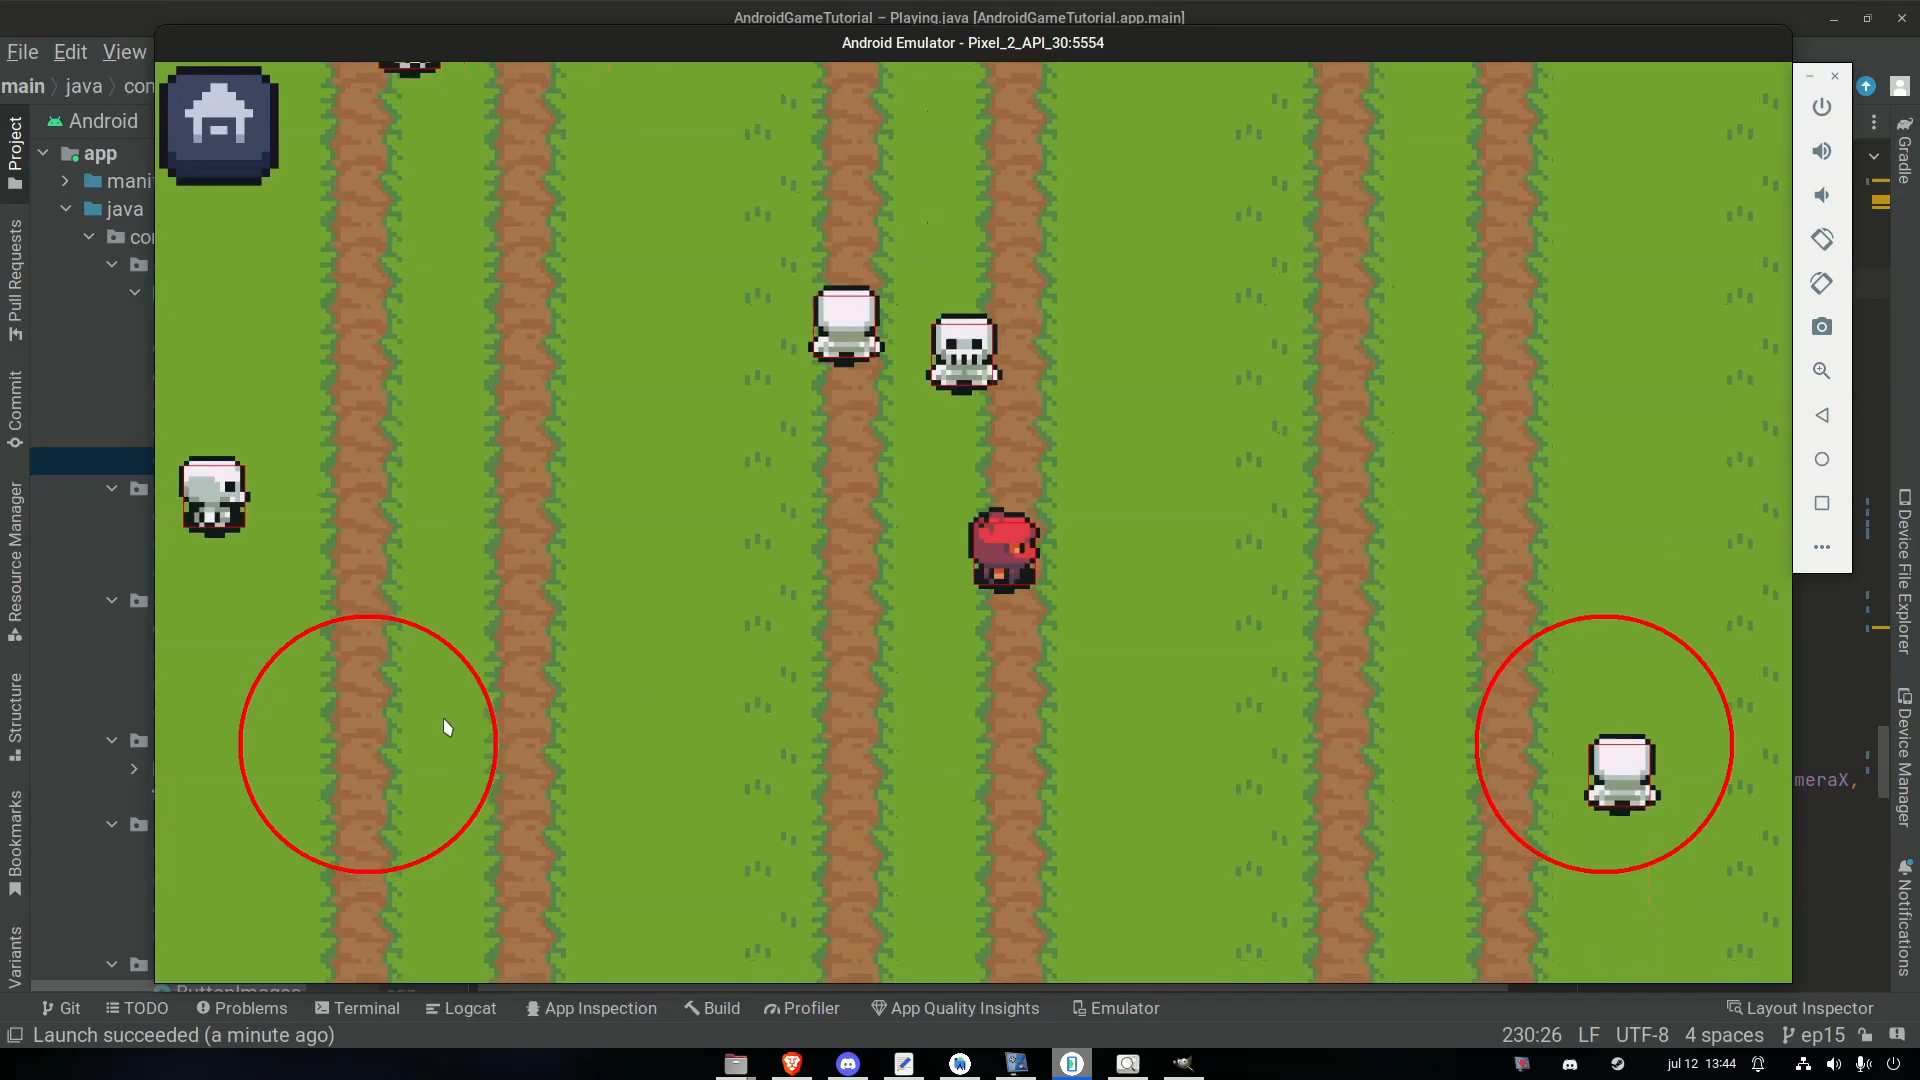 AndroidGameTutorial – Playing.java [AndroidGameTutorial.app.main]
Android Emulator - Pixel_2_API_30:5554
File Edit View
main java con
Android
Project
app
mani
java
con
Pull Requests
Commit
Resource Manager
Structure
Bookmarks
Variants
Gradle
Device File Explorer
Device Manager
Notifications
meraX,
ButtonImages
Git TODO Problems Terminal Logcat App Inspection Build Profiler App Quality Insights Emulator Layout Inspector
Launch succeeded (a minute ago) 230:26 LF UTF-8 4 spaces ep15
jul 12 13:44